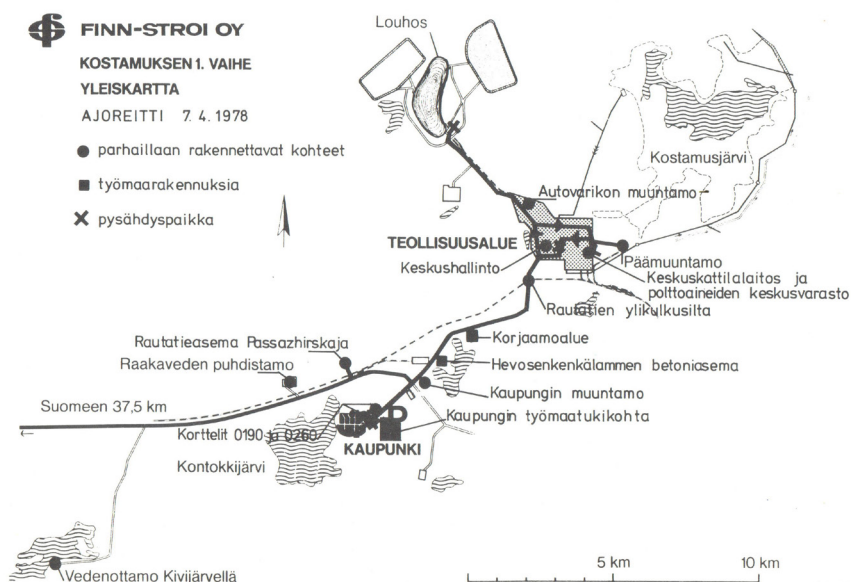 FINN-STROI OY
KOSTAMUKSEN 1. VAIHE
YLEISKARTTA
AJOREITTI 7. 4. 1978
parhaillaan rakennettavat kohteet
työmaarakennuksia
pysähdyspaikka
Louhos
Kostamusjärvi
Autovarikon muuntamo
TEOLLISUUSALUE
Keskushallinto
Päämuuntamo
Keskuskattilalaitos ja
polttoaineiden keskusvarasto
Rautatien ylikulkusilta
Korjaamoalue
Rautatieasema Passazhirskaja
Raakaveden puhdistamo
Hevosenkenkälammen betoniasema
Kaupungin muuntamo
Suomeen 37,5 km
P
Kaupungin työmaatukikohta
Korttelit 0190 ja 0260
KAUPUNKI
Kontokkijärvi
Vedenottamo Kivijärvellä
5 km
10 km